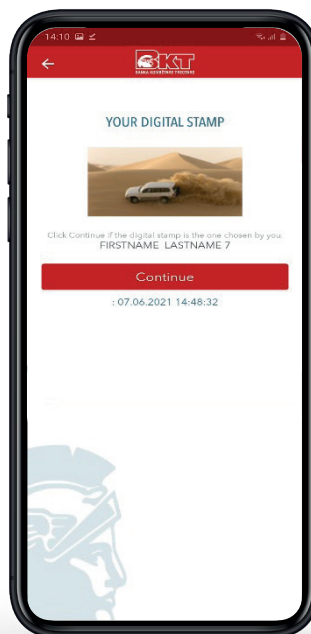 14:10
BKT
BANKA KOMBËTARE TREGTARE
YOUR DIGITAL STAMP
Click Continue if the digital stamp is the one chosen by you.
FIRSTNAME LASTNAME 7
Continue
: 07.06.2021 14:48:32